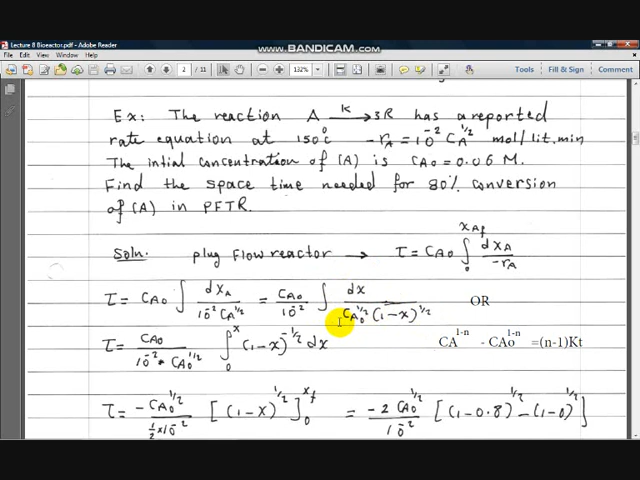 Lecture 8 Bioreactor.pdf - Adobe Reader
WWW.BANDICAM.COM
File Edit View Window Help
2 / 11 132% Tools Fill & Sign Comment
Ex: The reaction A —K→ 3R has a reported
rate equation at 150°C -rA = 10^-2 CA^1/2 mol/lit.min
The intial concentration of (A) is CA0 = 0.06 M.
Find the space time needed for 80% conversion
of (A) in PFTR.
Soln: plug flow reactor → τ = CA0 ∫0^XAf dXA / -rA
τ = CA0 ∫ dXA / 10^-2 CA^1/2 = CA0 / 10^-2 ∫ dx / CA0^1/2 (1-x)^1/2 OR
τ = CA0 / 10^-2 * CA0^1/2 ∫0^x (1-x)^-1/2 dx CA^1-n - CAo^1-n =(n-1)Kt
τ = -CA0^1/2 / 1/2 x 10^-2 [(1-x)^1/2]0^xf = -2 CA0^1/2 / 10^-2 [(1-0.8)^1/2 - (1-0)^1/2]